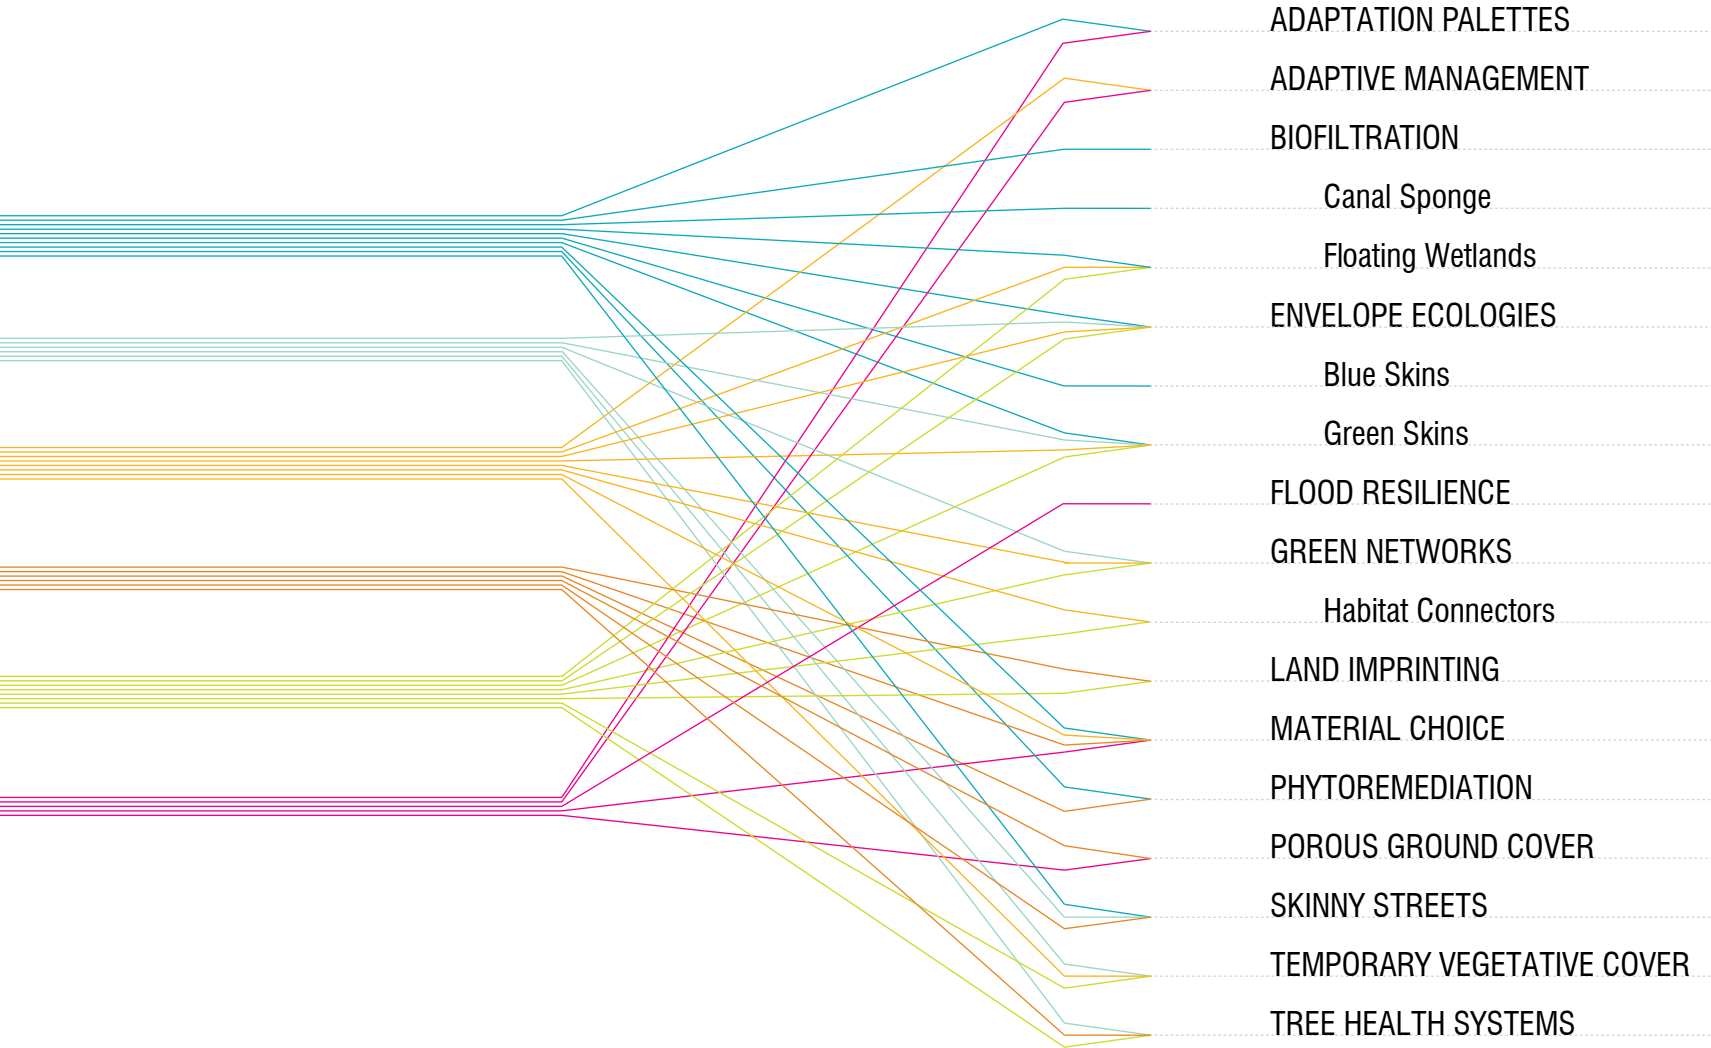 ADAPTATION PALETTES
ADAPTIVE MANAGEMENT
BIOFILTRATION
Canal Sponge
Floating Wetlands
ENVELOPE ECOLOGIES
Blue Skins
Green Skins
FLOOD RESILIENCE
GREEN NETWORKS
Habitat Connectors
LAND IMPRINTING
MATERIAL CHOICE
PHYTOREMEDIATION
POROUS GROUND COVER
SKINNY STREETS
TEMPORARY VEGETATIVE COVER
TREE HEALTH SYSTEMS